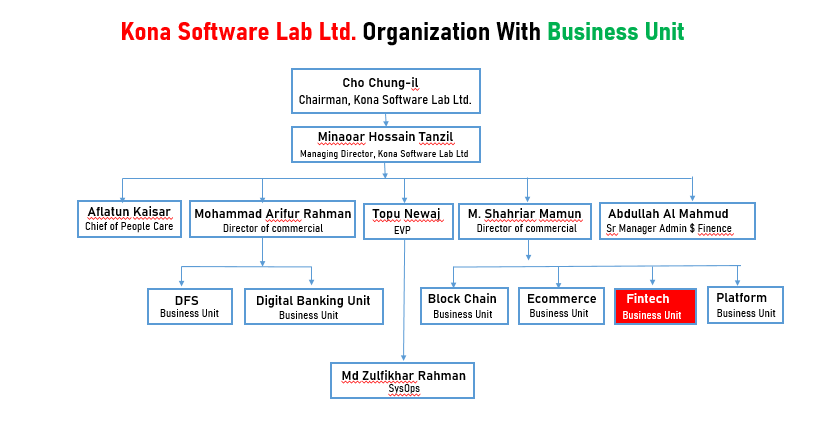 Kona Software Lab Ltd. Organization With Business Unit
Cho Chung-il
Chairman, Kona Software Lab Ltd.
Minaoar Hossain Tanzil
Managing Director, Kona Software Lab Ltd
Aflatun Kaisar
Chief of People Care
Mohammad Arifur Rahman
Director of commercial
Topu Newaj
EVP
M. Shahriar Mamun
Director of commercial
Abdullah Al Mahmud
Sr Manager Admin $ Finence
DFS
Business Unit
Digital Banking Unit
Business Unit
Block Chain
Business Unit
Ecommerce
Business Unit
Fintech
Business Unit
Platform
Business Unit
Md Zulfikhar Rahman
SysOps